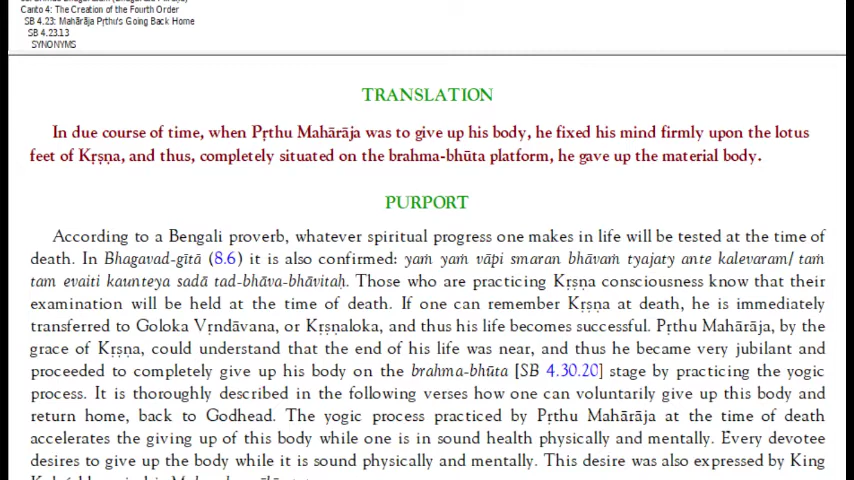 Canto 4: The Creation of the Fourth Order
SB 4.23: Mahārāja Pṛthu's Going Back Home
SB 4.23.13
SYNONYMS
TRANSLATION
In due course of time, when Pṛthu Mahārāja was to give up his body, he fixed his mind firmly upon the lotus
feet of Kṛṣṇa, and thus, completely situated on the brahma-bhūta platform, he gave up the material body.
PURPORT
According to a Bengali proverb, whatever spiritual progress one makes in life will be tested at the time of
death. In Bhagavad-gītā (8.6) it is also confirmed: yaṁ yaṁ vāpi smaran bhāvaṁ tyajaty ante kalevaram/ taṁ
tam evaiti kaunteya sadā tad-bhāva-bhāvitaḥ. Those who are practicing Kṛṣṇa consciousness know that their
examination will be held at the time of death. If one can remember Kṛṣṇa at death, he is immediately
transferred to Goloka Vṛndāvana, or Kṛṣṇaloka, and thus his life becomes successful. Pṛthu Mahārāja, by the
grace of Kṛṣṇa, could understand that the end of his life was near, and thus he became very jubilant and
proceeded to completely give up his body on the brahma-bhūta [SB 4.30.20] stage by practicing the yogic
process. It is thoroughly described in the following verses how one can voluntarily give up this body and
return home, back to Godhead. The yogic process practiced by Pṛthu Mahārāja at the time of death
accelerates the giving up of this body while one is in sound health physically and mentally. Every devotee
desires to give up the body while it is sound physically and mentally. This desire was also expressed by King